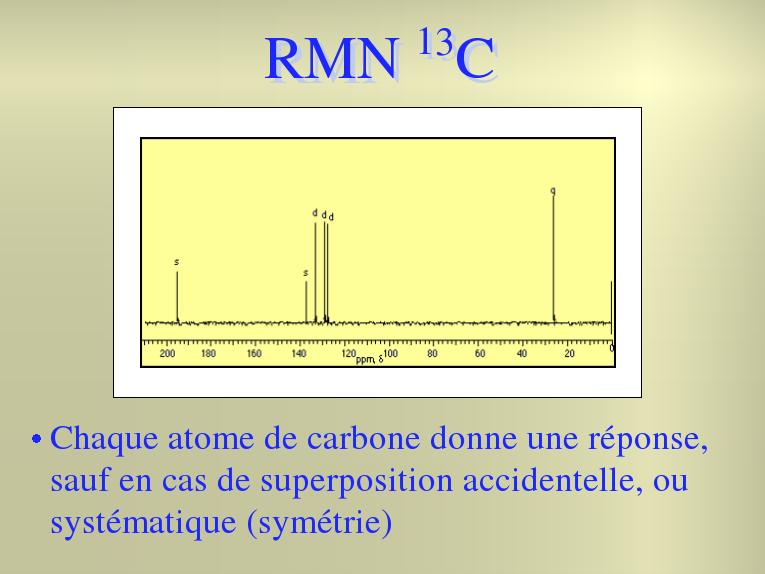 RMN 13C
q
d d d
s
s
200 180 160 140 120 100 80 60 40 20 0
ppm, δ
• Chaque atome de carbone donne une réponse,
sauf en cas de superposition accidentelle, ou
systématique (symétrie)